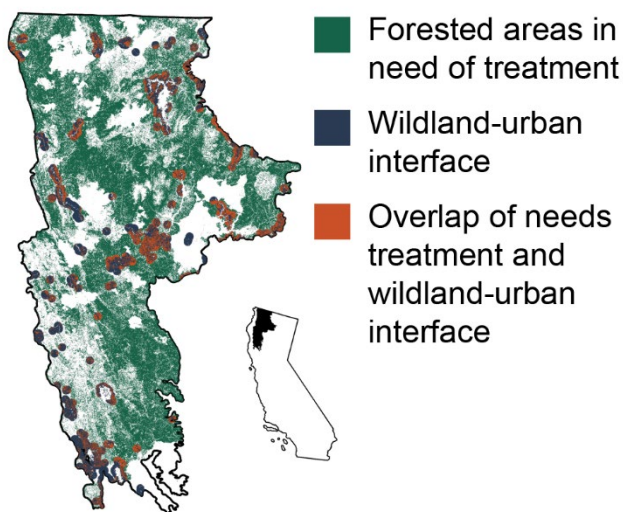 Forested areas in
need of treatment
Wildland-urban
interface
Overlap of needs
treatment and
wildland-urban
interface